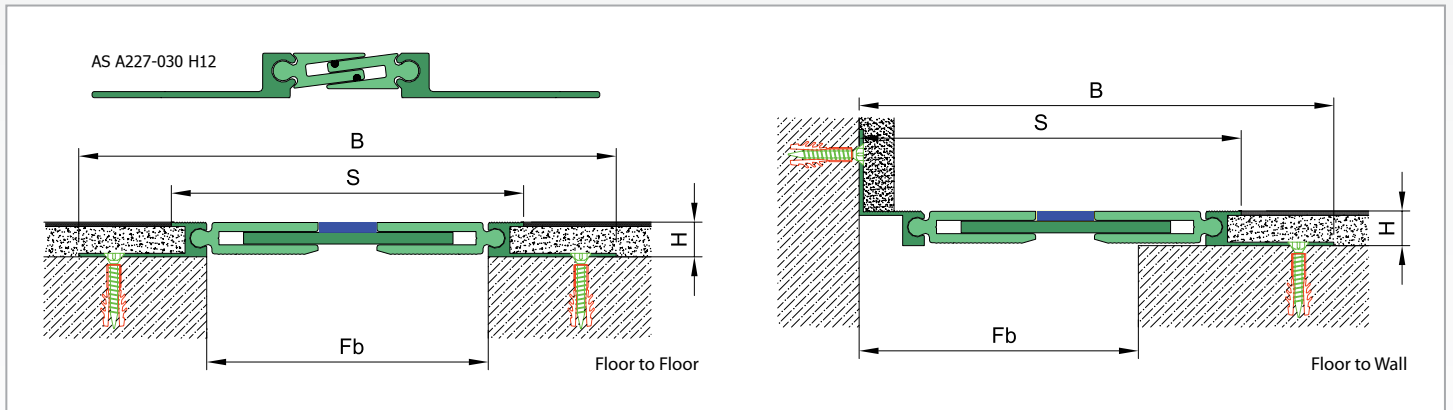 AS A227-030 H12
B
S
H
Fb
Floor to Floor
B
S
H
Fb
Floor to Wall